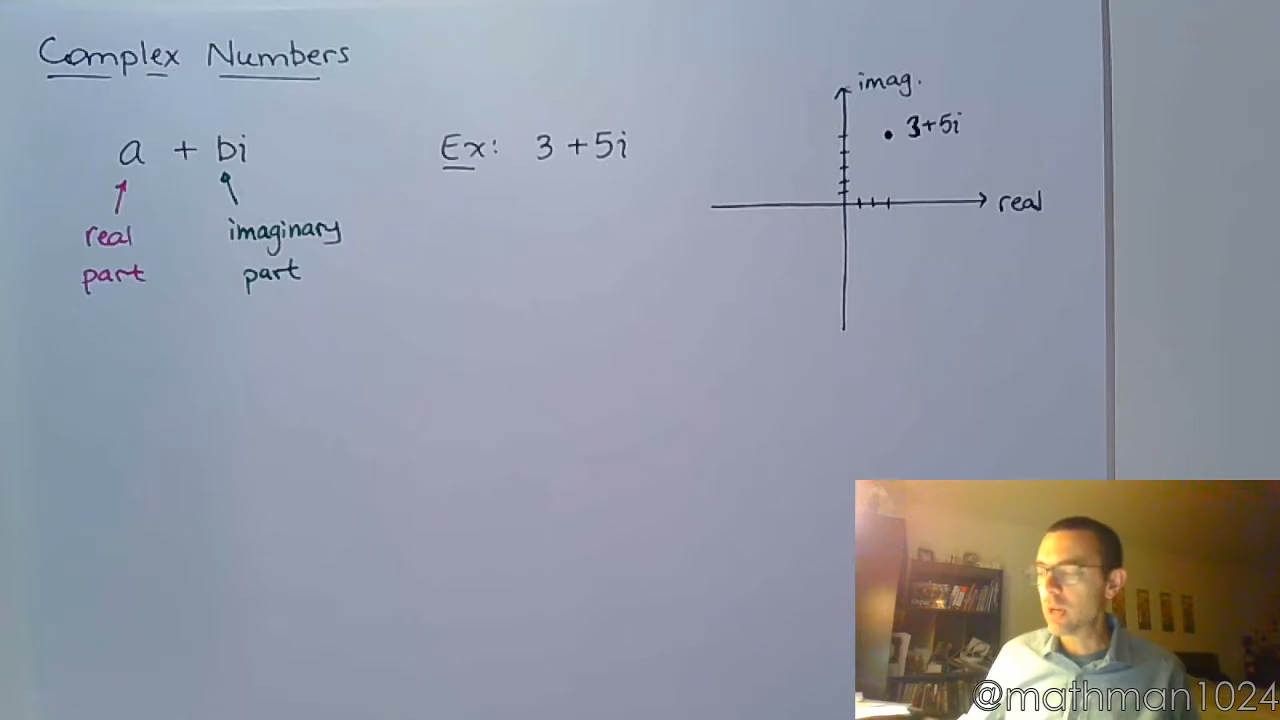 Complex Numbers
a + bi
real
part
imaginary
part
Ex: 3 + 5i
imag.
3+5i
real
@mathman1024